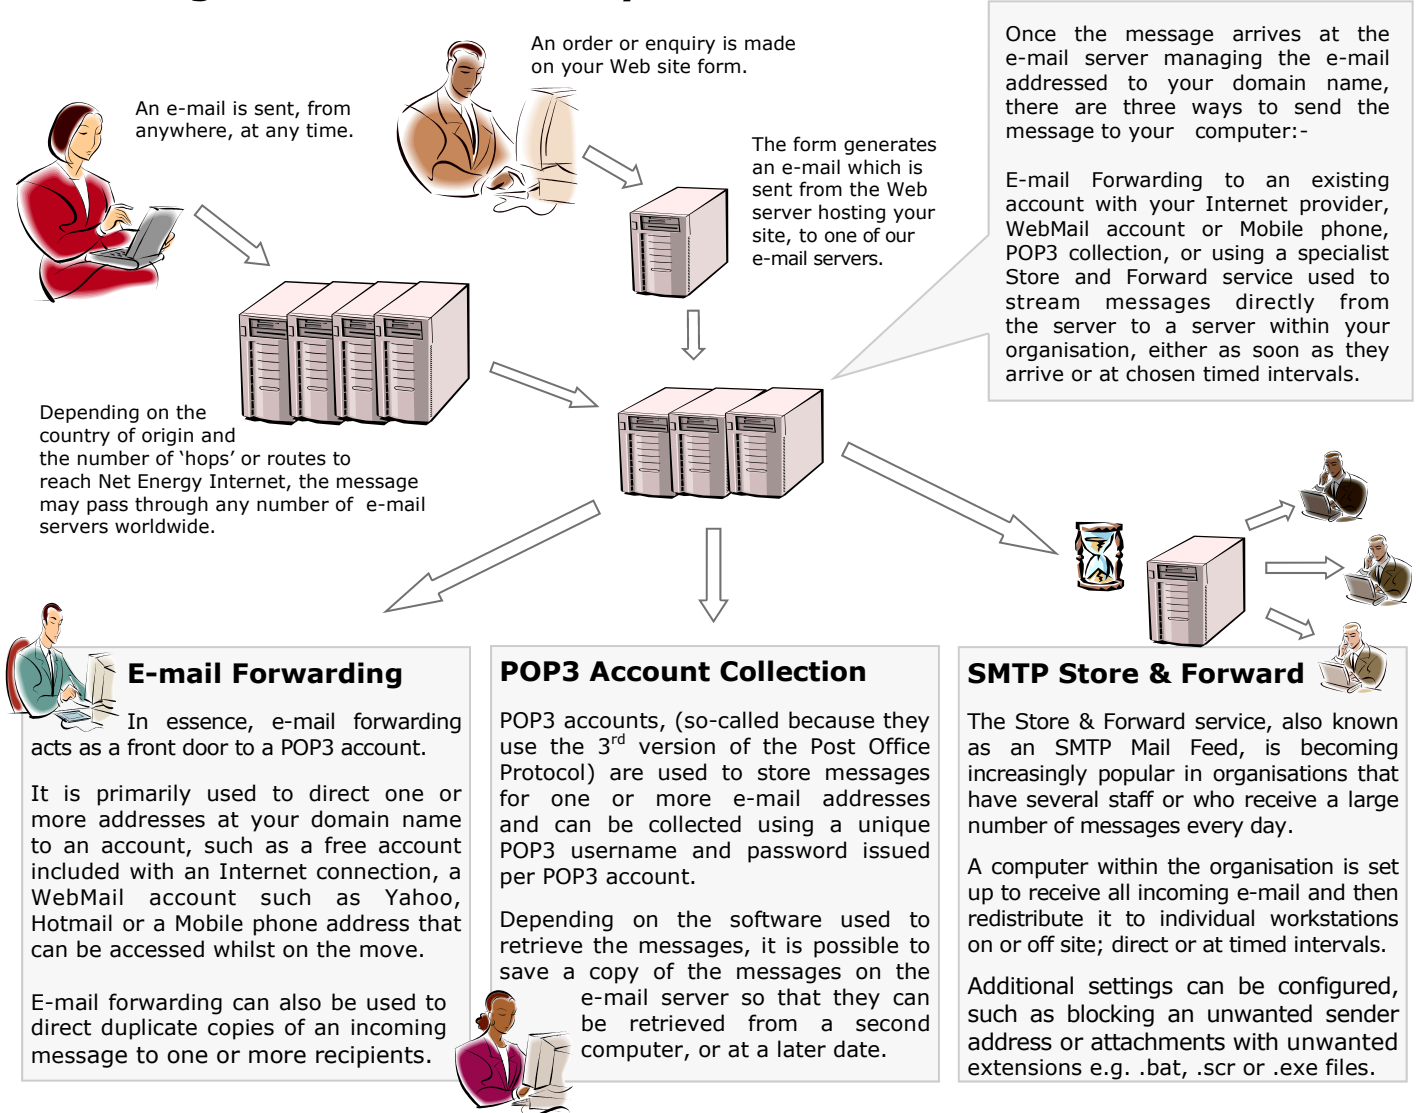 An e-mail is sent, from
anywhere, at any time.
An order or enquiry is made
on your Web site form.
The form generates
an e-mail which is
sent from the Web
server hosting your
site, to one of our
e-mail servers.
Once the message arrives at the
e-mail server managing the e-mail
addressed to your domain name,
there are three ways to send the
message to your computer:-
E-mail Forwarding to an existing
account with your Internet provider,
WebMail account or Mobile phone,
POP3 collection, or using a specialist
Store and Forward service used to
stream messages directly from
the server to a server within your
organisation, either as soon as they
arrive or at chosen timed intervals.
Depending on the
country of origin and
the number of ‘hops’ or routes to
reach Net Energy Internet, the message
may pass through any number of e-mail
servers worldwide.
E-mail Forwarding
In essence, e-mail forwarding
acts as a front door to a POP3 account.
It is primarily used to direct one or
more addresses at your domain name
to an account, such as a free account
included with an Internet connection, a
WebMail account such as Yahoo,
Hotmail or a Mobile phone address that
can be accessed whilst on the move.
E-mail forwarding can also be used to
direct duplicate copies of an incoming
message to one or more recipients.
POP3 Account Collection
POP3 accounts, (so-called because they
use the 3rd version of the Post Office
Protocol) are used to store messages
for one or more e-mail addresses
and can be collected using a unique
POP3 username and password issued
per POP3 account.
Depending on the software used to
retrieve the messages, it is possible to
save a copy of the messages on the
e-mail server so that they can
be retrieved from a second
computer, or at a later date.
SMTP Store & Forward
The Store & Forward service, also known
as an SMTP Mail Feed, is becoming
increasingly popular in organisations that
have several staff or who receive a large
number of messages every day.
A computer within the organisation is set
up to receive all incoming e-mail and then
redistribute it to individual workstations
on or off site; direct or at timed intervals.
Additional settings can be configured,
such as blocking an unwanted sender
address or attachments with unwanted
extensions e.g. .bat, .scr or .exe files.